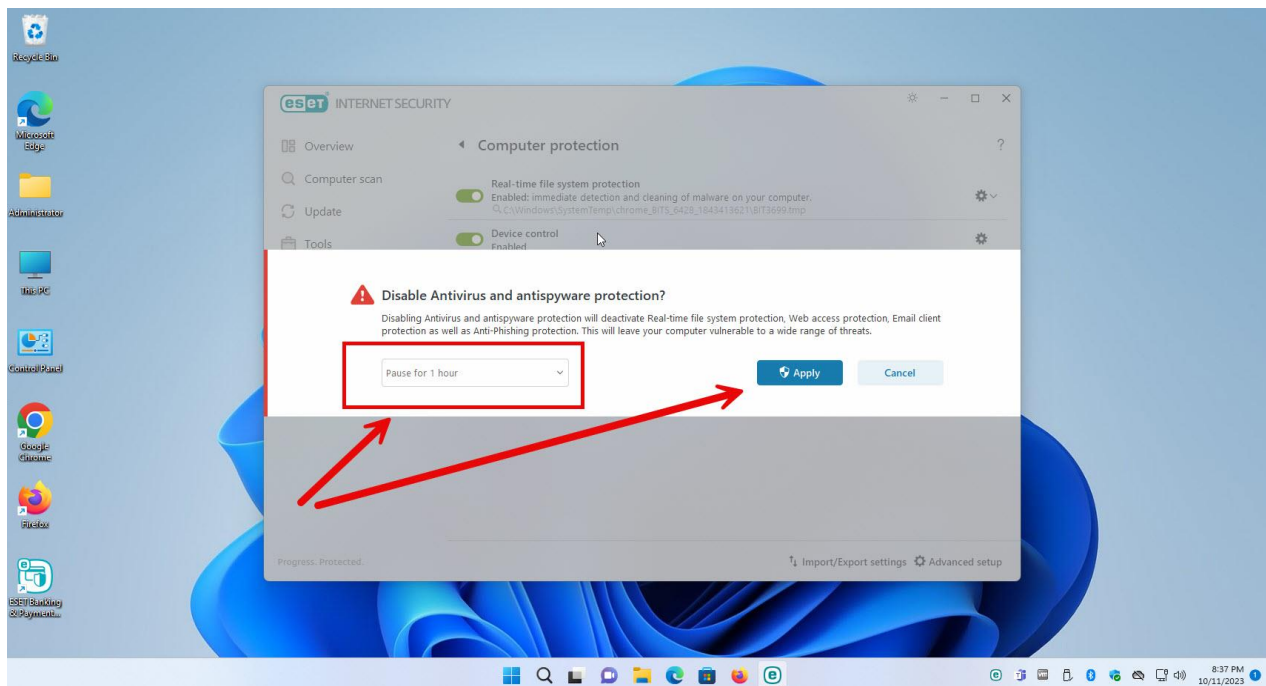 Recycle Bin
Microsoft
Edge
Administrator
This PC
Control Panel
Google
Chrome
Firefox
ESET Banking
& Payment...
eset INTERNET SECURITY
Overview
Computer scan
Update
Tools
Computer protection
?
Real-time file system protection
Enabled: immediate detection and cleaning of malware on your computer.
C:\Windows\SystemTemp\chrome_BITS_6428_1643413621\BIT3699.tmp
Device control
Enabled
Disable Antivirus and antispyware protection?
Disabling Antivirus and antispyware protection will deactivate Real-time file system protection, Web access protection, Email client
protection as well as Anti-Phishing protection. This will leave your computer vulnerable to a wide range of threats.
Pause for 1 hour
Apply
Cancel
Progress. Protected.
Import/Export settings
Advanced setup
8:37 PM
10/11/2023
1